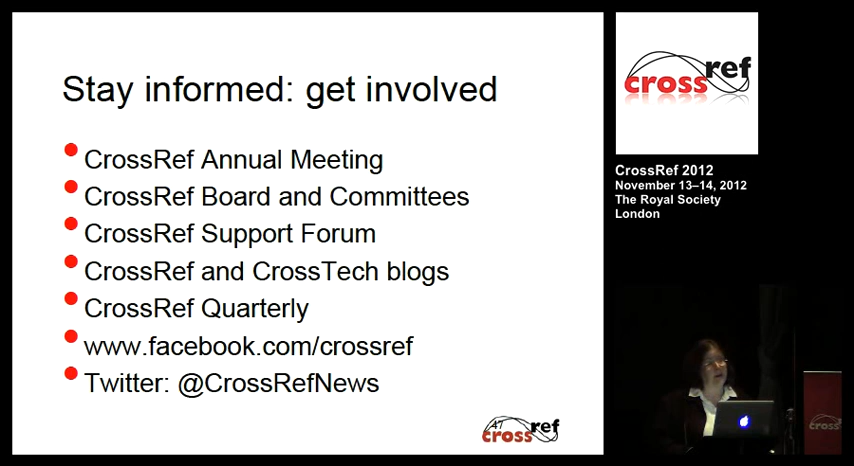 Stay informed: get involved
CrossRef Annual Meeting
CrossRef Board and Committees
CrossRef Support Forum
CrossRef and CrossTech blogs
CrossRef Quarterly
www.facebook.com/crossref
Twitter: @CrossRefNews
47
crossref
crossref
CrossRef 2012
November 13–14, 2012
The Royal Society
London
crossref